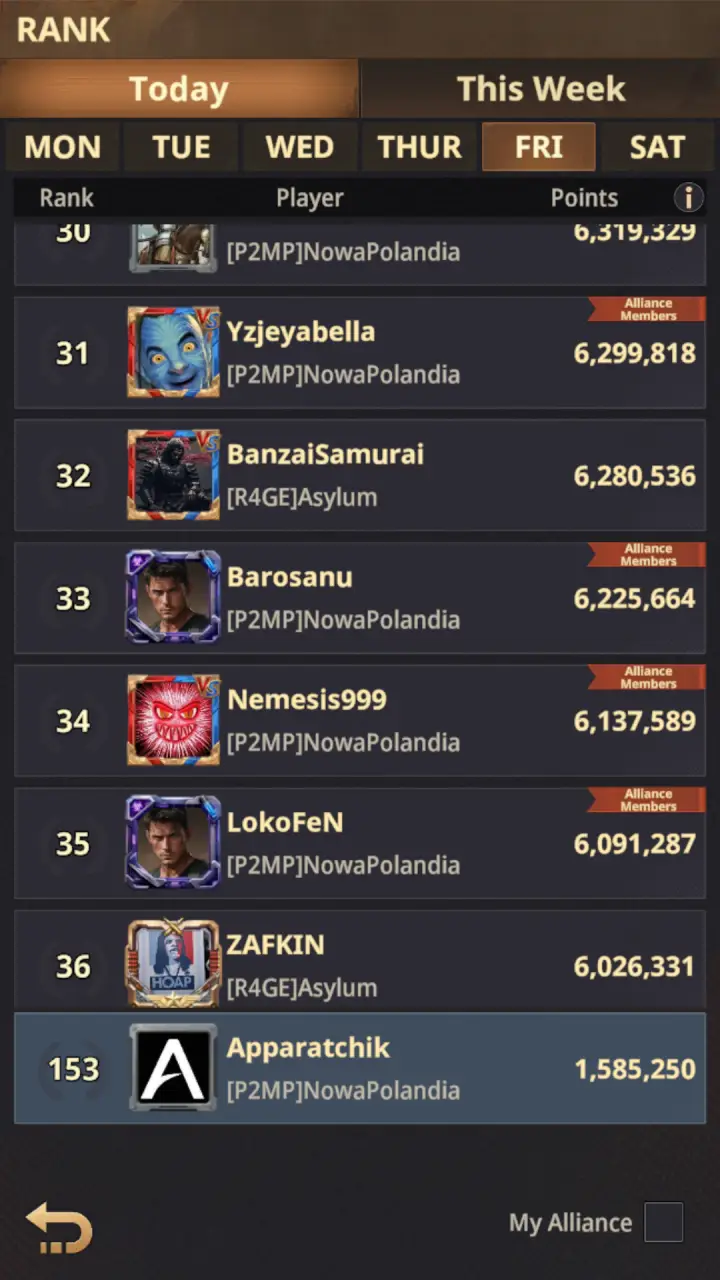 RANK
Today This Week
MON TUE WED THUR FRI SAT
Rank Player Points i
30 [P2MP]NowaPolandia 6,319,329
Alliance Members
31 Yzjeyabella 6,299,818
[P2MP]NowaPolandia
32 BanzaiSamurai 6,280,536
[R4GE]Asylum
Alliance Members
33 Barosanu 6,225,664
[P2MP]NowaPolandia
Alliance Members
34 Nemesis999 6,137,589
[P2MP]NowaPolandia
Alliance Members
35 LokoFeN 6,091,287
[P2MP]NowaPolandia
36 HOAP ZAFKIN 6,026,331
[R4GE]Asylum
153 A Apparatchik 1,585,250
[P2MP]NowaPolandia
My Alliance